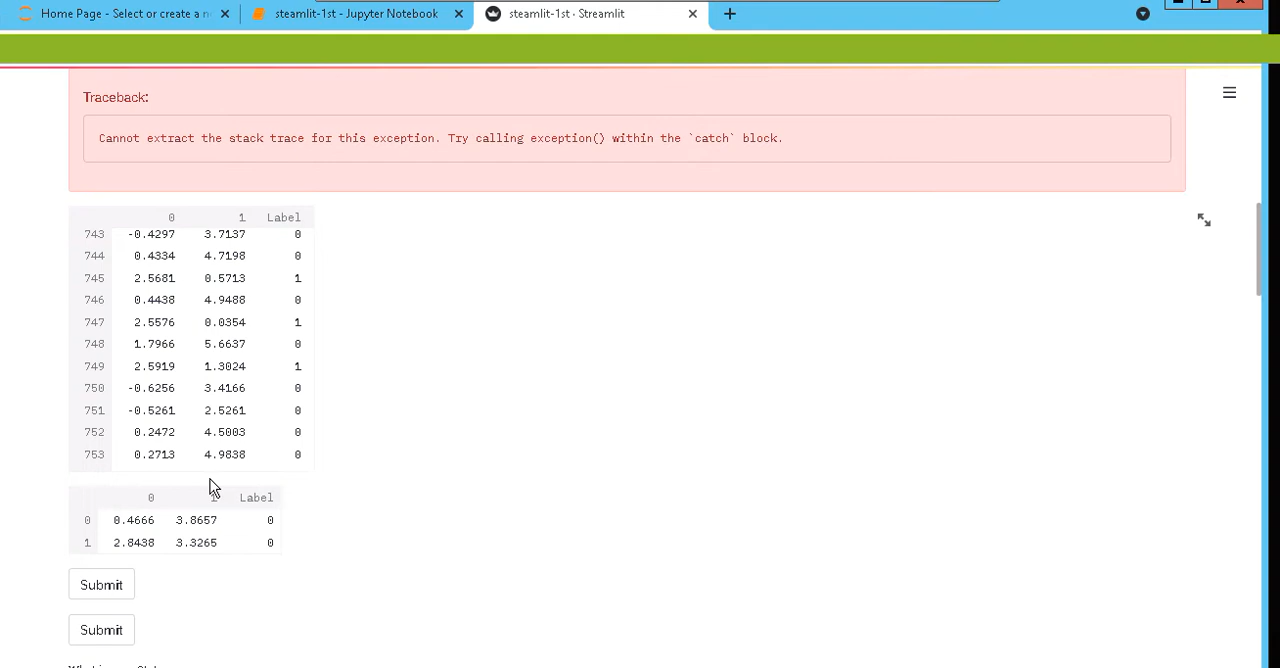 Home Page - Select or create a n
steamlit-1st - Jupyter Notebook
steamlit-1st · Streamlit
Traceback:
Cannot extract the stack trace for this exception. Try calling exception() within the `catch` block.
0 1 Label
743 -0.4297 3.7137 0
744 0.4334 4.7198 0
745 2.5681 0.5713 1
746 0.4438 4.9488 0
747 2.5576 0.0354 1
748 1.7966 5.6637 0
749 2.5919 1.3024 1
750 -0.6256 3.4166 0
751 -0.5261 2.5261 0
752 0.2472 4.5003 0
753 0.2713 4.9838 0
0 1 Label
0 0.4666 3.8657 0
1 2.8438 3.3265 0
Submit
Submit